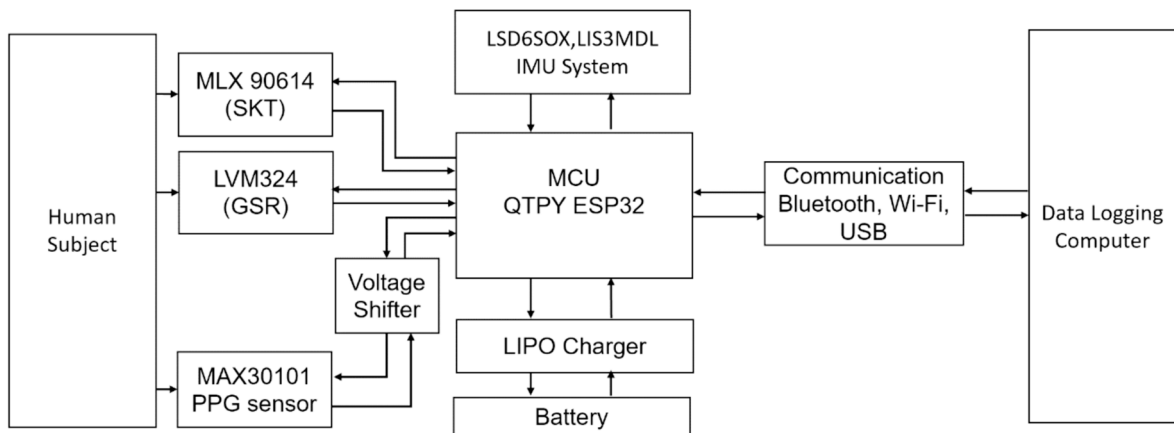 Human
Subject
MLX 90614
(SKT)
LVM324
(GSR)
Voltage
Shifter
MAX30101
PPG sensor
LSD6SOX,LIS3MDL
IMU System
MCU
QTPY ESP32
LIPO Charger
Battery
Communication
Bluetooth, Wi-Fi,
USB
Data Logging
Computer